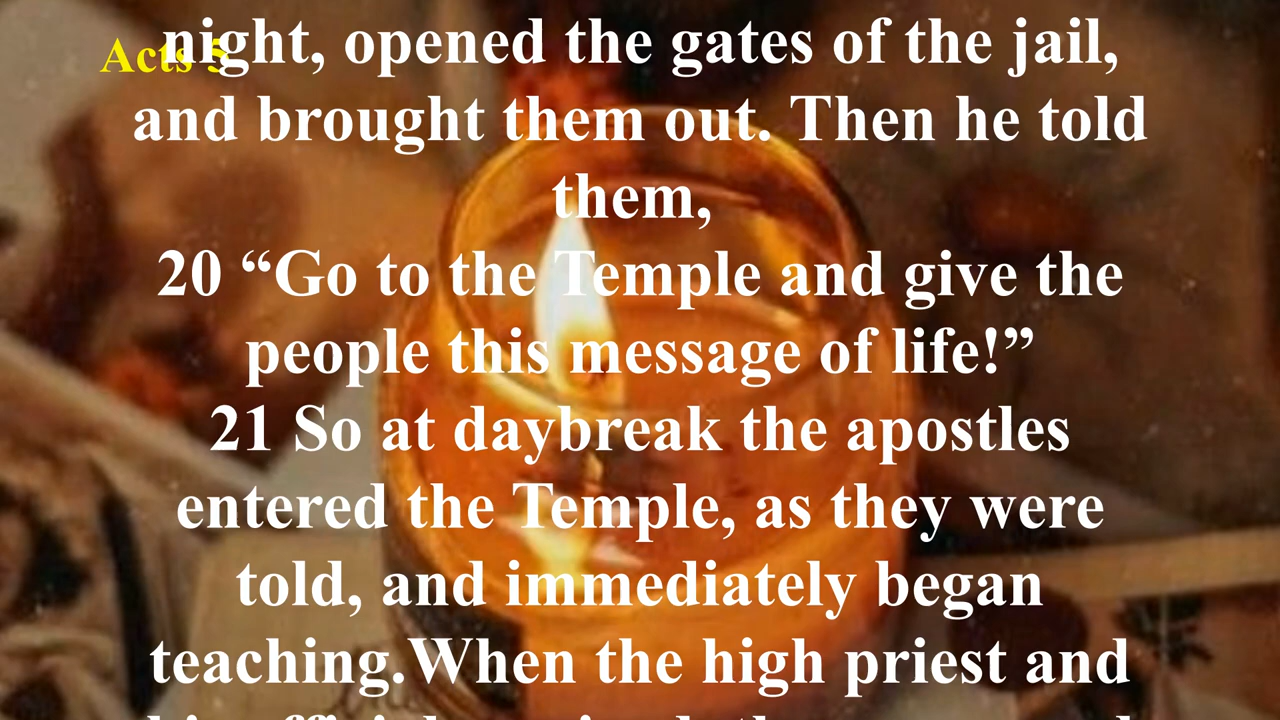 Acts 5
night, opened the gates of the jail,
and brought them out. Then he told
them,
20 “Go to the Temple and give the
people this message of life!”
21 So at daybreak the apostles
entered the Temple, as they were
told, and immediately began
teaching.When the high priest and